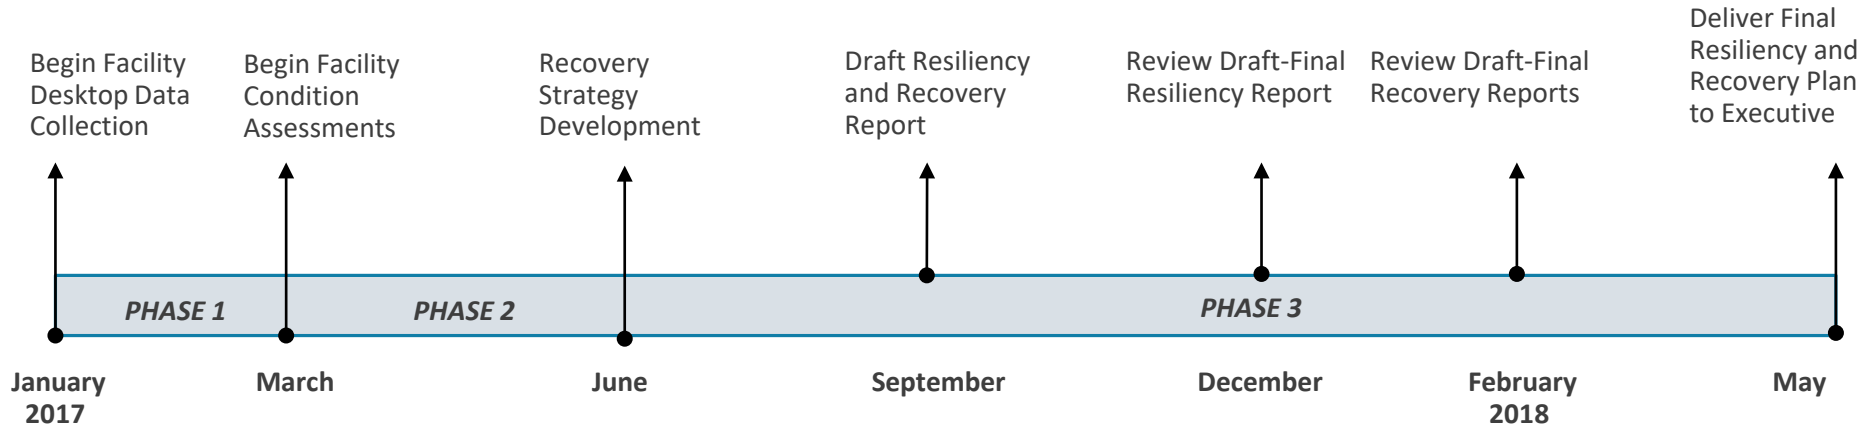 Begin Facility
Desktop Data
Collection
Begin Facility
Condition
Assessments
Recovery
Strategy
Development
Draft Resiliency
and Recovery
Report
Review Draft-Final
Resiliency Report
Review Draft-Final
Recovery Reports
Deliver Final
Resiliency and
Recovery Plan
to Executive
PHASE 1
PHASE 2
PHASE 3
January
2017
March
June
September
December
February
2018
May